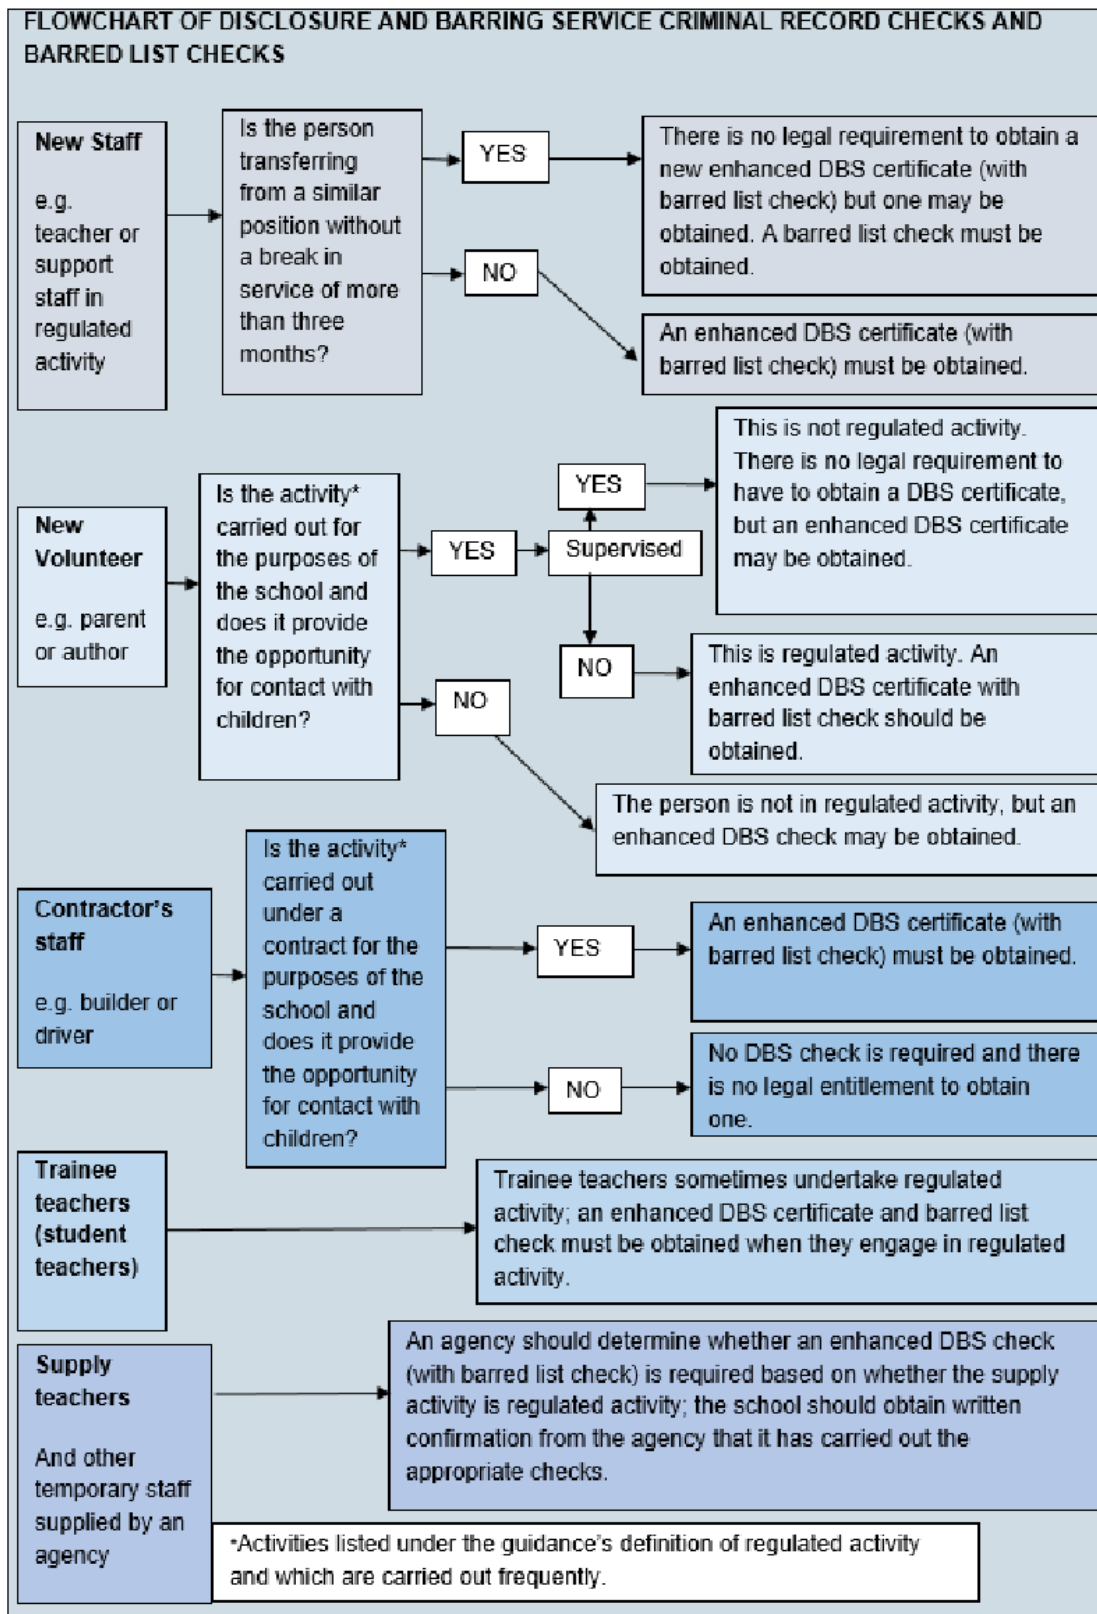 FLOWCHART OF DISCLOSURE AND BARRING SERVICE CRIMINAL RECORD CHECKS AND
BARRED LIST CHECKS
New Staff
e.g.
teacher or
support
staff in
regulated
activity
Is the person
transferring
from a similar
position without
a break in
service of more
than three
months?
YES
There is no legal requirement to obtain a
new enhanced DBS certificate (with
barred list check) but one may be
obtained. A barred list check must be
obtained.
NO
An enhanced DBS certificate (with
barred list check) must be obtained.
New
Volunteer
e.g. parent
or author
Is the activity*
carried out for
the purposes of
the school and
does it provide
the opportunity
for contact with
children?
YES
Supervised
YES
This is not regulated activity.
There is no legal requirement to
have to obtain a DBS certificate,
but an enhanced DBS certificate
may be obtained.
NO
This is regulated activity. An
enhanced DBS certificate with
barred list check should be
obtained.
NO
The person is not in regulated activity, but an
enhanced DBS check may be obtained.
Contractor's
staff
e.g. builder or
driver
Is the activity*
carried out
under a
contract for the
purposes of the
school and
does it provide
the opportunity
for contact with
children?
YES
An enhanced DBS certificate (with
barred list check) must be obtained.
NO
No DBS check is required and there
is no legal entitlement to obtain
one.
Trainee
teachers
(student
teachers)
Trainee teachers sometimes undertake regulated
activity; an enhanced DBS certificate and barred list
check must be obtained when they engage in regulated
activity.
Supply
teachers
And other
temporary staff
supplied by an
agency
An agency should determine whether an enhanced DBS check
(with barred list check) is required based on whether the supply
activity is regulated activity; the school should obtain written
confirmation from the agency that it has carried out the
appropriate checks.
*Activities listed under the guidance's definition of regulated activity
and which are carried out frequently.